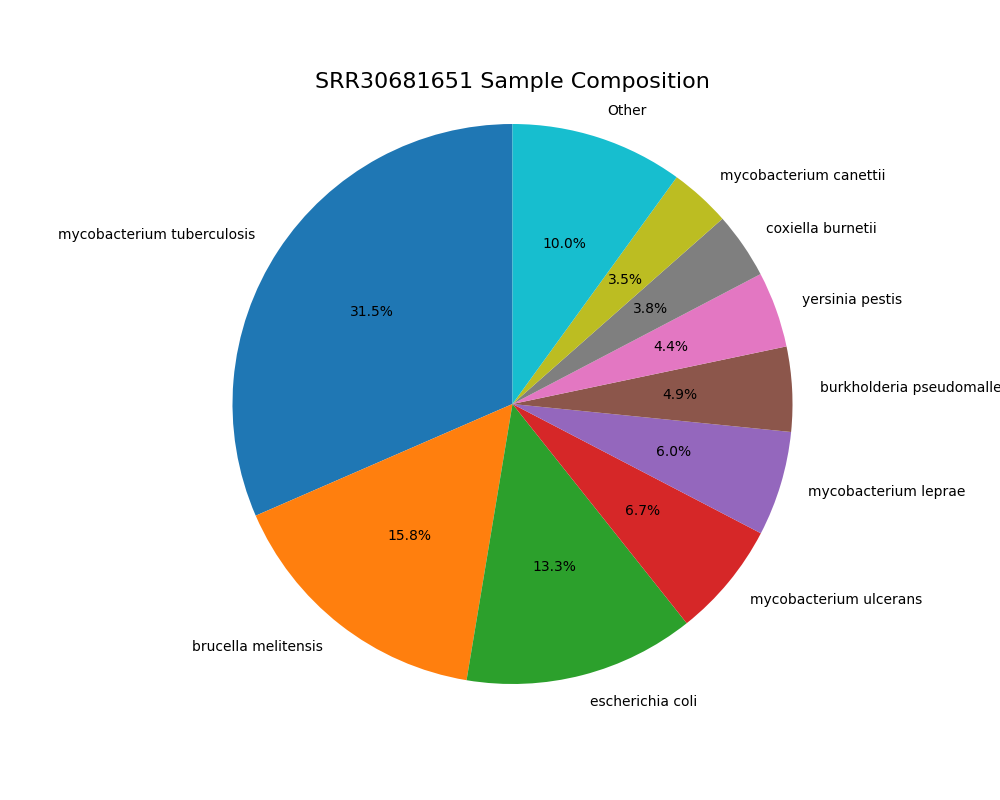 SRR30681651 Sample Composition
Other
mycobacterium canettii
coxiella burnetii
yersinia pestis
burkholderia pseudomalle
mycobacterium leprae
mycobacterium ulcerans
escherichia coli
brucella melitensis
mycobacterium tuberculosis
10.0%
3.5%
3.8%
4.4%
4.9%
6.0%
6.7%
13.3%
15.8%
31.5%